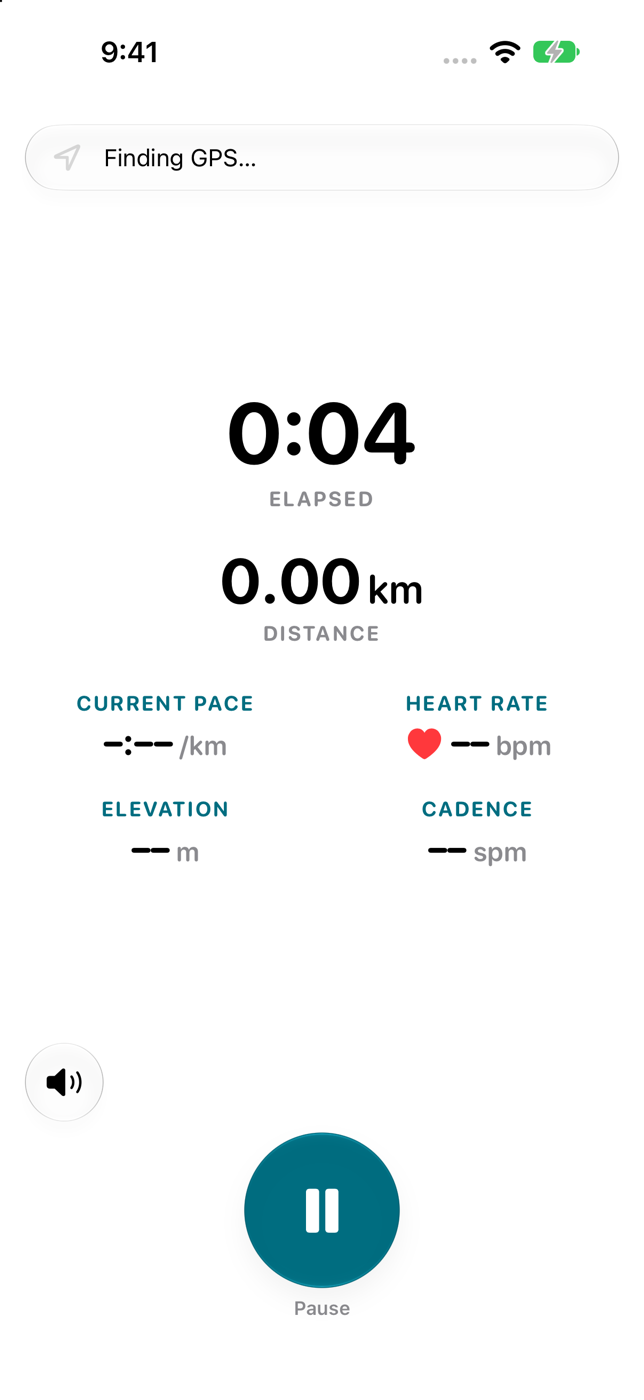 9:41
Finding GPS...
0:04
ELAPSED
0.00 km
DISTANCE
CURRENT PACE
HEART RATE
–:–– /km
–– bpm
ELEVATION
CADENCE
–– m
–– spm
Pause